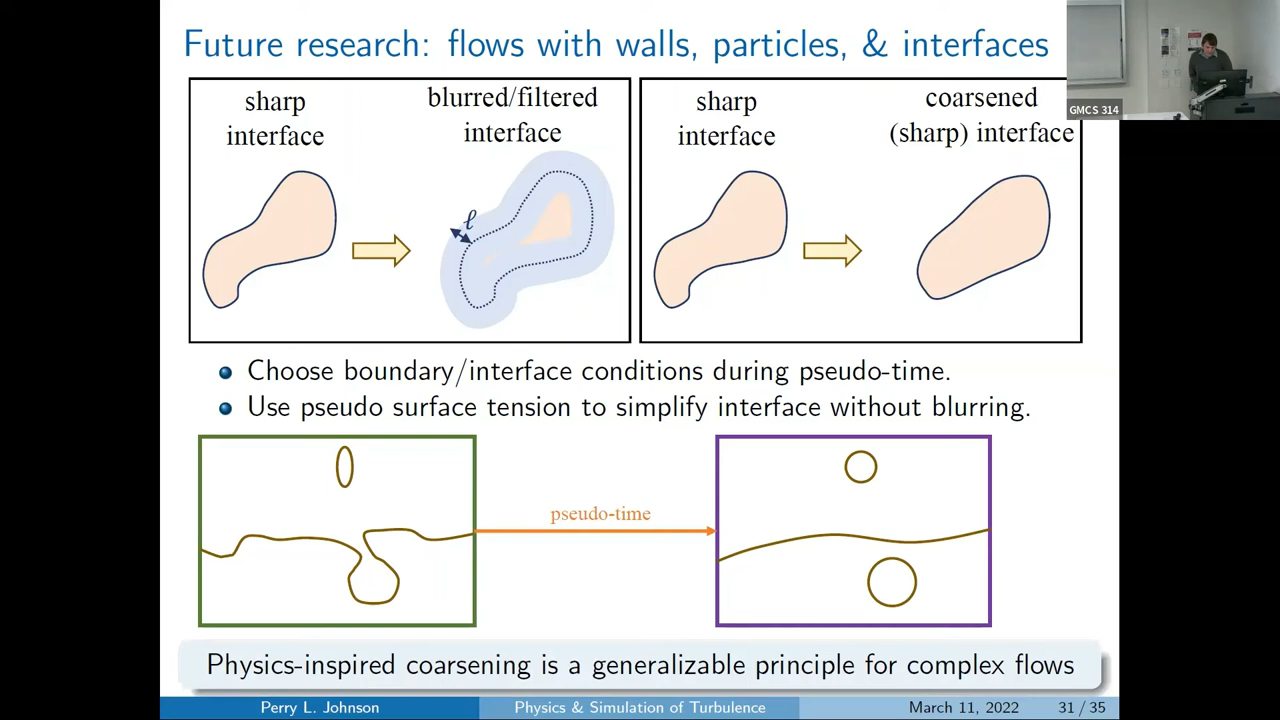 Future research: flows with walls, particles, & interfaces
GMCS 314
sharp
interface
blurred/filtered
interface
ℓ
sharp
interface
coarsened
(sharp) interface
Choose boundary/interface conditions during pseudo-time.
Use pseudo surface tension to simplify interface without blurring.
pseudo-time
Physics-inspired coarsening is a generalizable principle for complex flows
Perry L. Johnson
Physics & Simulation of Turbulence
March 11, 2022
31 / 35